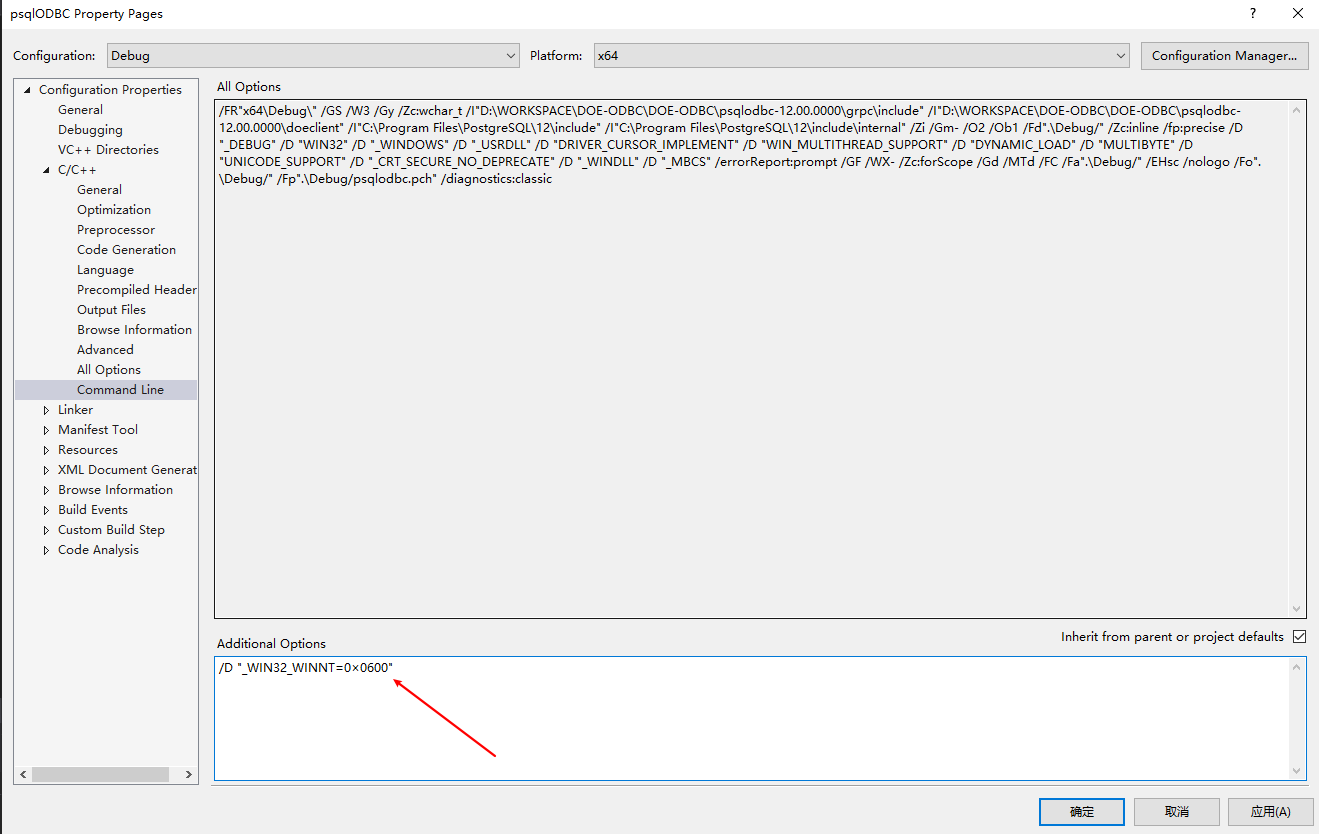 psqlODBC Property Pages
?
Configuration:
Debug
Platform:
x64
Configuration Manager...
Configuration Properties
General
Debugging
VC++ Directories
C/C++
General
Optimization
Preprocessor
Code Generation
Language
Precompiled Header
Output Files
Browse Information
Advanced
All Options
Command Line
Linker
Manifest Tool
Resources
XML Document Generat
Browse Information
Build Events
Custom Build Step
Code Analysis
All Options
/FR"x64\Debug\" /GS /W3 /Gy /Zc:wchar_t /I"D:\WORKSPACE\DOE-ODBC\DOE-ODBC\psqlodbc-12.00.0000\grpc\include" /I"D:\WORKSPACE\DOE-ODBC\DOE-ODBC\psqlodbc-
12.00.0000\doeclient" /I"C:\Program Files\PostgreSQL\12\include" /I"C:\Program Files\PostgreSQL\12\include\internal" /Zi /Gm- /O2 /Ob1 /Fd".\Debug/" /Zc:inline /fp:precise /D
"_DEBUG" /D "WIN32" /D "_WINDOWS" /D "_USRDLL" /D "DRIVER_CURSOR_IMPLEMENT" /D "WIN_MULTITHREAD_SUPPORT" /D "DYNAMIC_LOAD" /D "MULTIBYTE" /D
"UNICODE_SUPPORT" /D "_CRT_SECURE_NO_DEPRECATE" /D "_WINDLL" /D "_MBCS" /errorReport:prompt /GF /WX- /Zc:forScope /Gd /MTd /FC /Fa".\Debug/" /EHsc /nologo /Fo".
\Debug/" /Fp".\Debug/psqlodbc.pch" /diagnostics:classic
Additional Options
Inherit from parent or project defaults
/D "_WIN32_WINNT=0×0600"
确定
取消
应用(A)